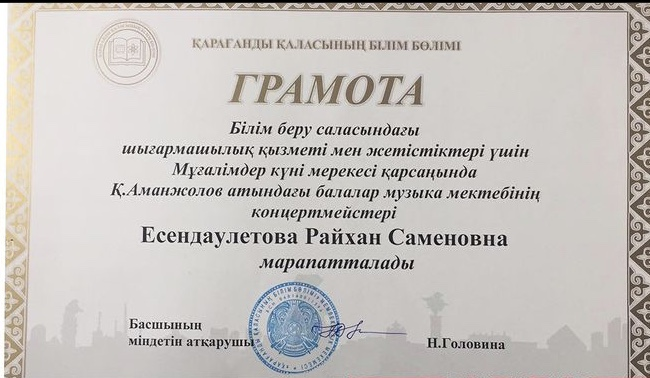 ҚАРАҒАНДЫ ҚАЛАСЫНЫҢ БІЛІМ БӨЛІМІ
ГРАМОТА
Білім беру саласындағы
шығармашылық қызметі мен жетістіктері үшін
Мұғалімдер күні мерекесі қарсаңында
Қ.Аманжолов атындағы балалар музыка мектебінің
концертмейстері
Есендаулетова Райхан Саменовна
марапатталады
Басшының
міндетін атқарушы
Н.Головина